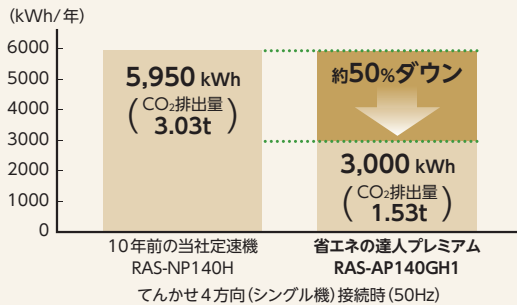 (kWh/年)
6000
5000
4000
3000
2000
1000
0
5,950 kWh
(CO₂排出量
3.03t)
約50%ダウン
3,000 kWh
(CO₂排出量
1.53t)
10年前の当社定速機
RAS-NP140H
省エネの達人プレミアム
RAS-AP140GH1
てんかせ4方向(シングル機)接続時(50Hz)